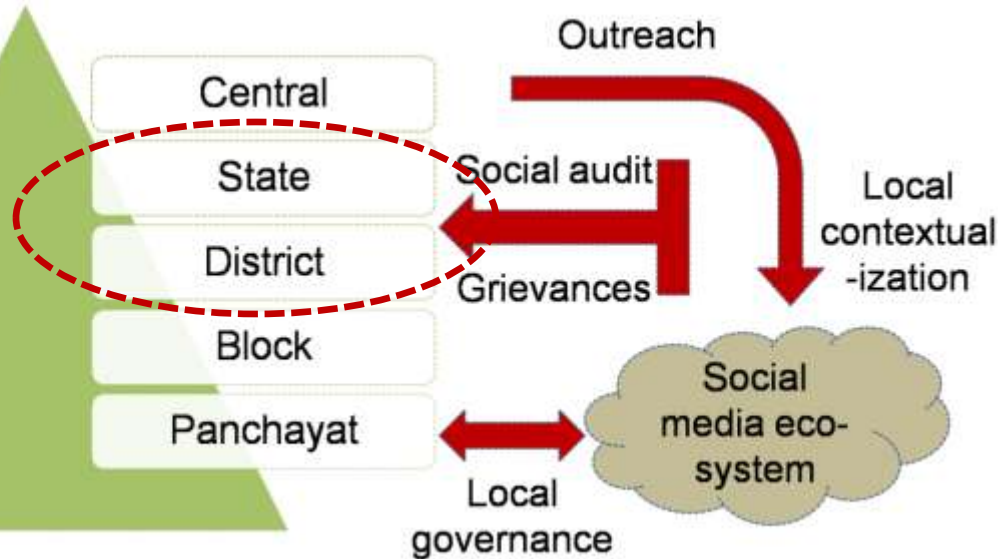 Outreach
Central
State
Social audit
Local
contextual
-ization
District
Grievances
Block
Social
media eco-
system
Panchayat
Local
governance